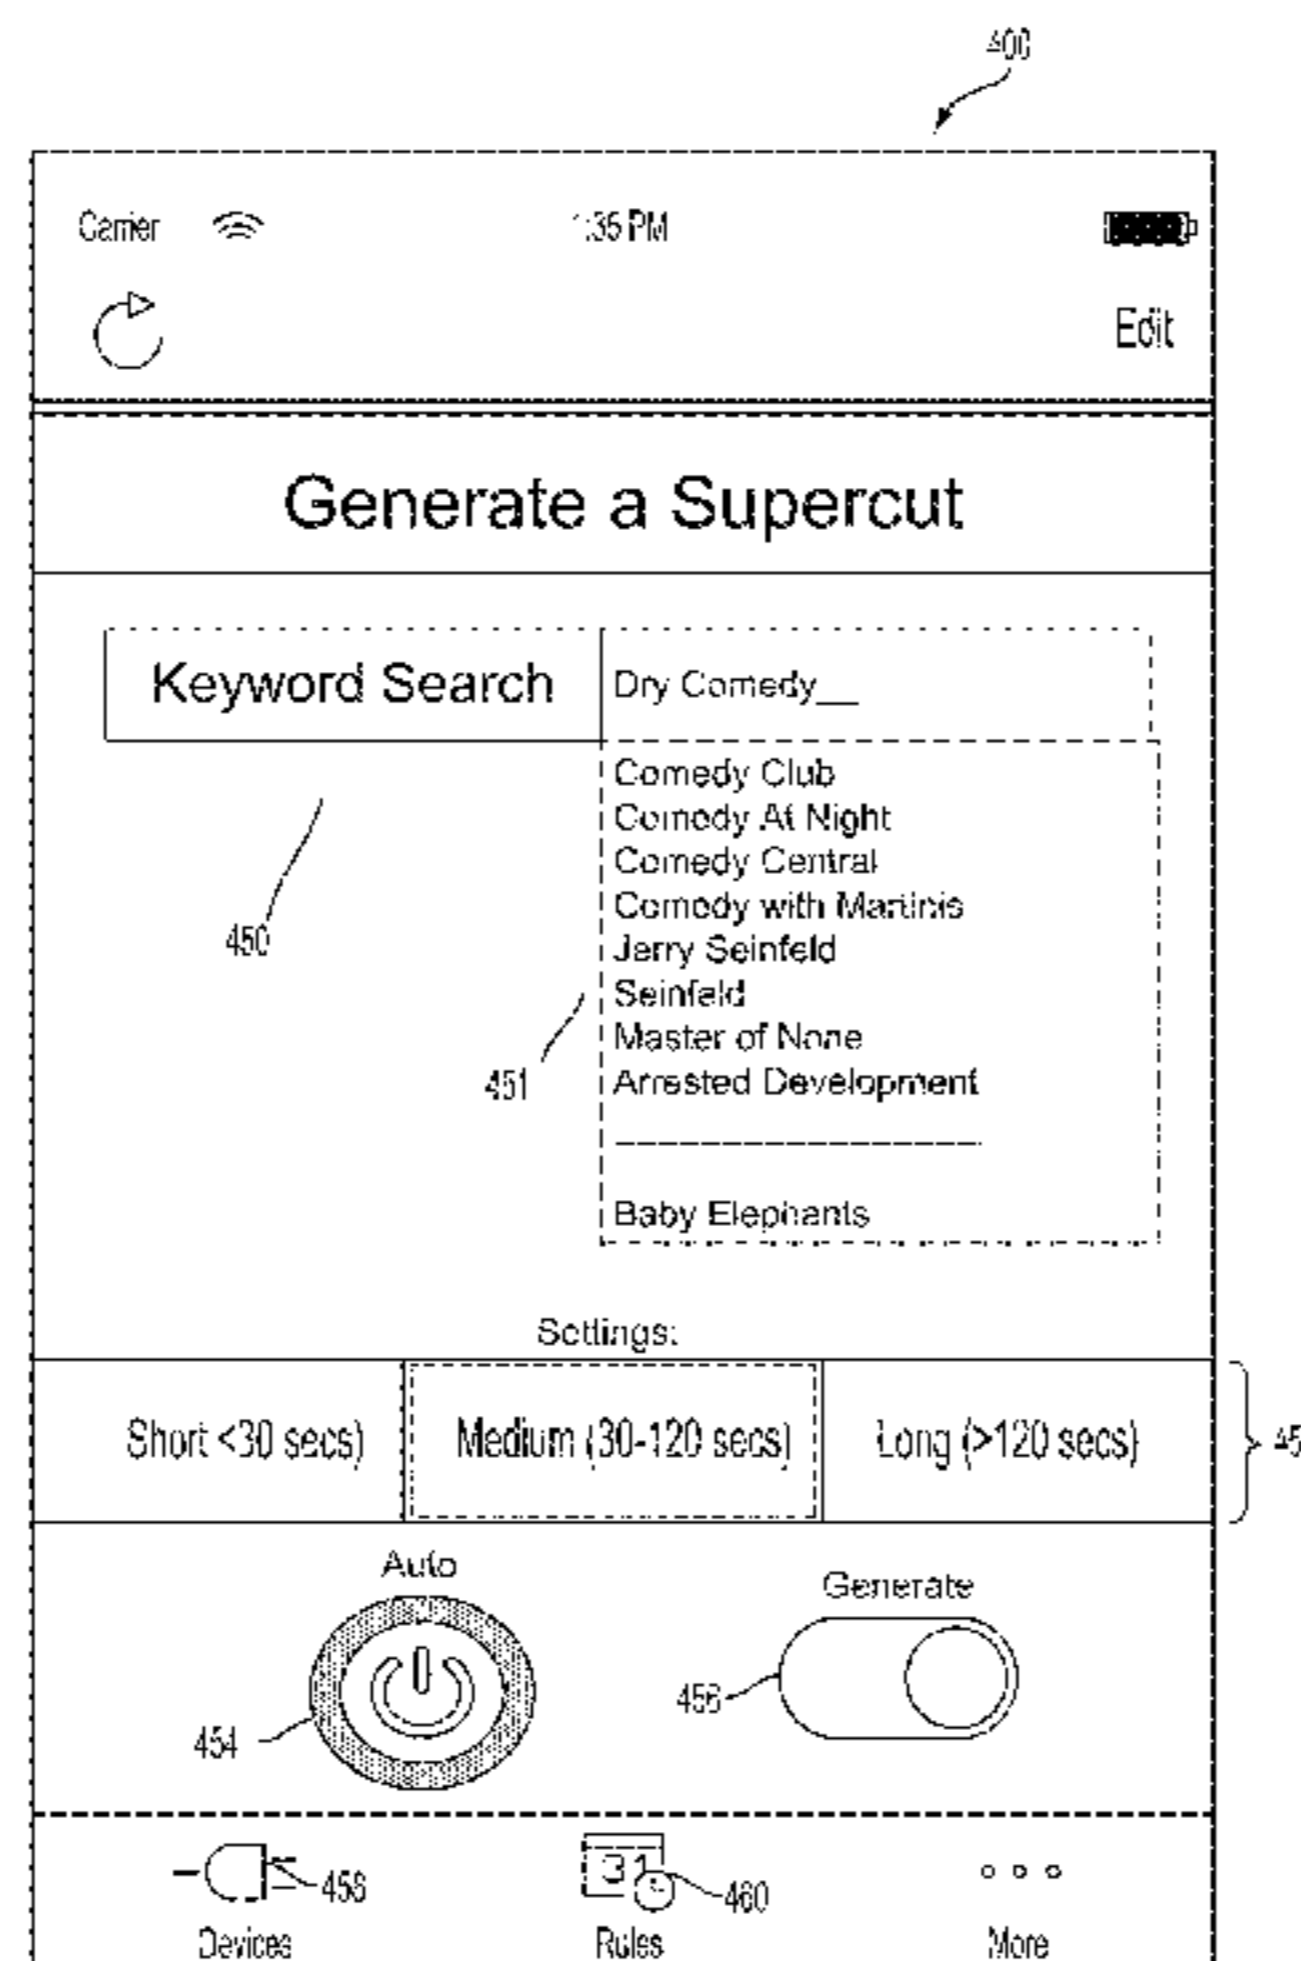 400
Carrier 1:35 PM
Edit
Generate a Supercut
Keyword Search
Dry Comedy__
Comedy Club
Comedy At Night
Comedy Central
Comedy with Martinis
Jerry Seinfeld
Seinfeld
Master of None
Arrested Development
Baby Elephants
450
451
Settings:
Short <30 secs)
Medium (30-120 secs)
Long (>120 secs)
Auto
Generate
454
456
31
458
460
Devices
Rules
More